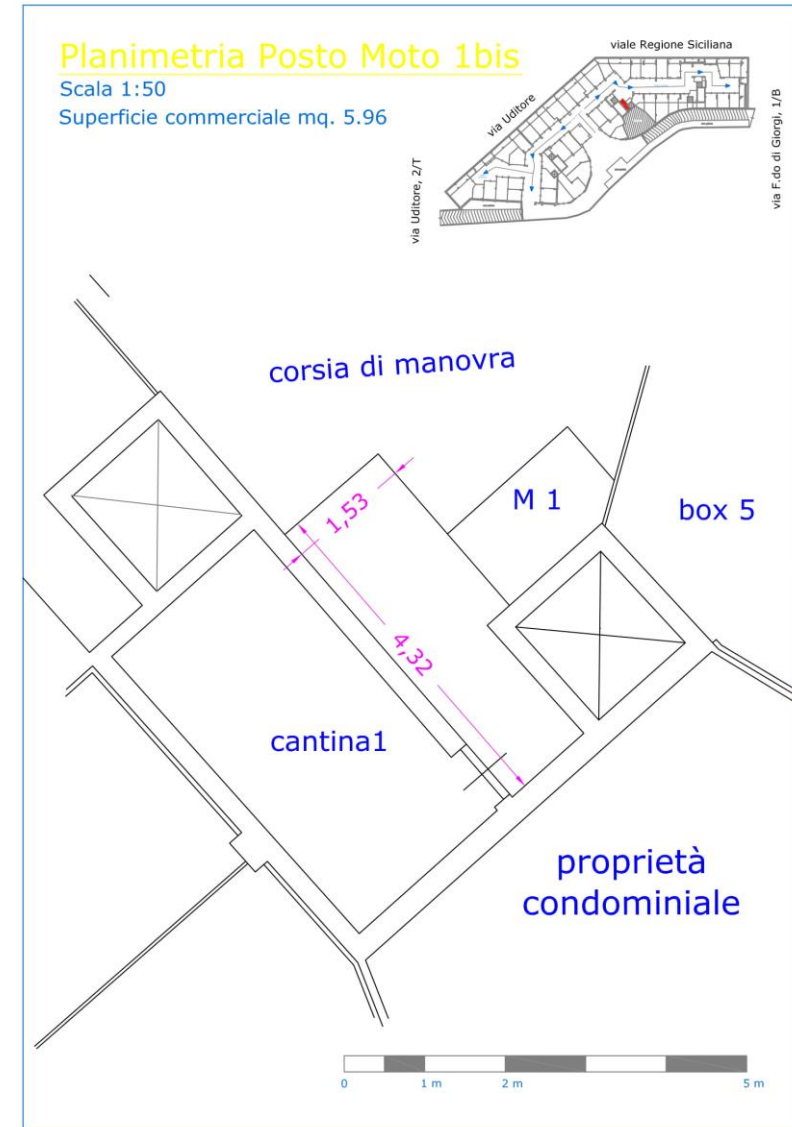 Planimetria Posto Moto 1bis
Scala 1:50
Superficie commerciale mq. 5.96
viale Regione Siciliana
via Uditore
via Uditore, 2/T
via F.do di Giorgi, 1/B
corsia di manovra
M 1
box 5
1,53
4,32
cantina1
proprietà
condominiale
0 1 m 2 m 5 m